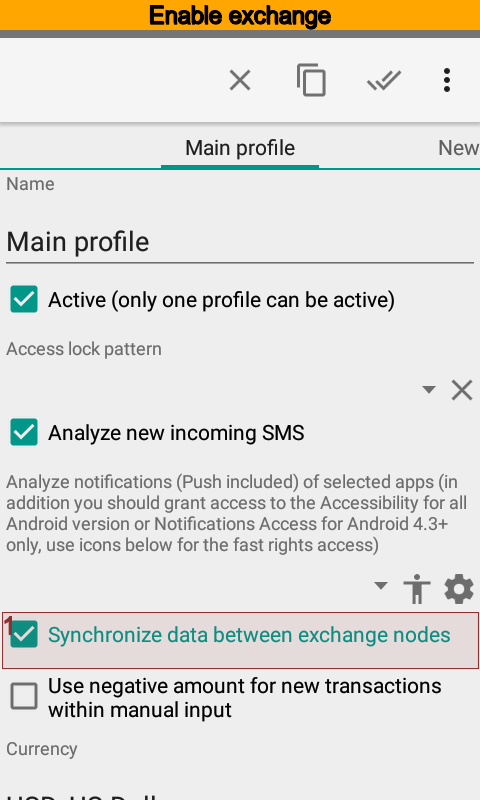 Enable exchange
Main profile
New
Name
Main profile
Active (only one profile can be active)
Access lock pattern
Analyze new incoming SMS
Analyze notifications (Push included) of selected apps (in
addition you should grant access to the Accessibility for all
Android version or Notifications Access for Android 4.3+
only, use icons below for the fast rights access)
1
Synchronize data between exchange nodes
Use negative amount for new transactions
within manual input
Currency